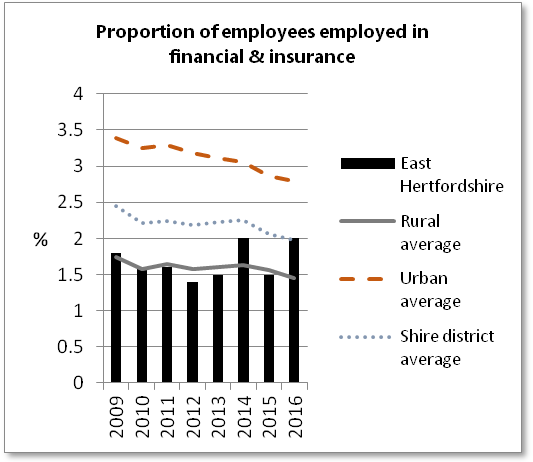 Proportion of employees employed in
financial & insurance
4
3.5
3
2.5
2
1.5
1
0.5
0
%
2009
2010
2011
2012
2013
2014
2015
2016
East
Hertfordshire
Rural
average
Urban
average
Shire district
average